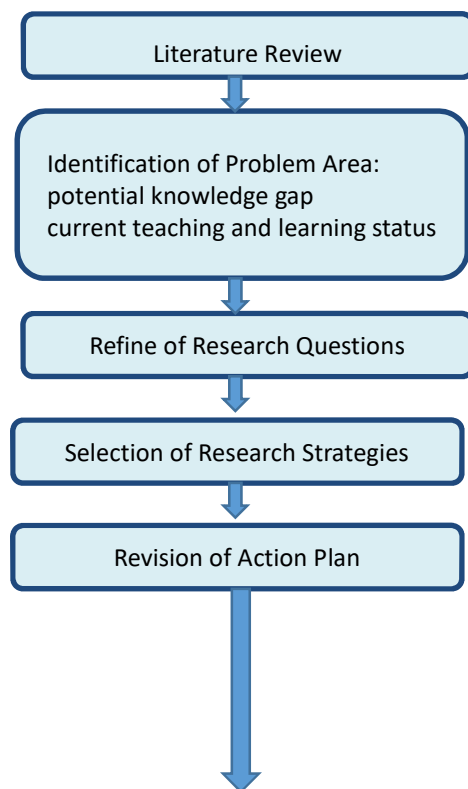 Literature Review
Identification of Problem Area:
potential knowledge gap
current teaching and learning status
Refine of Research Questions
Selection of Research Strategies
Revision of Action Plan